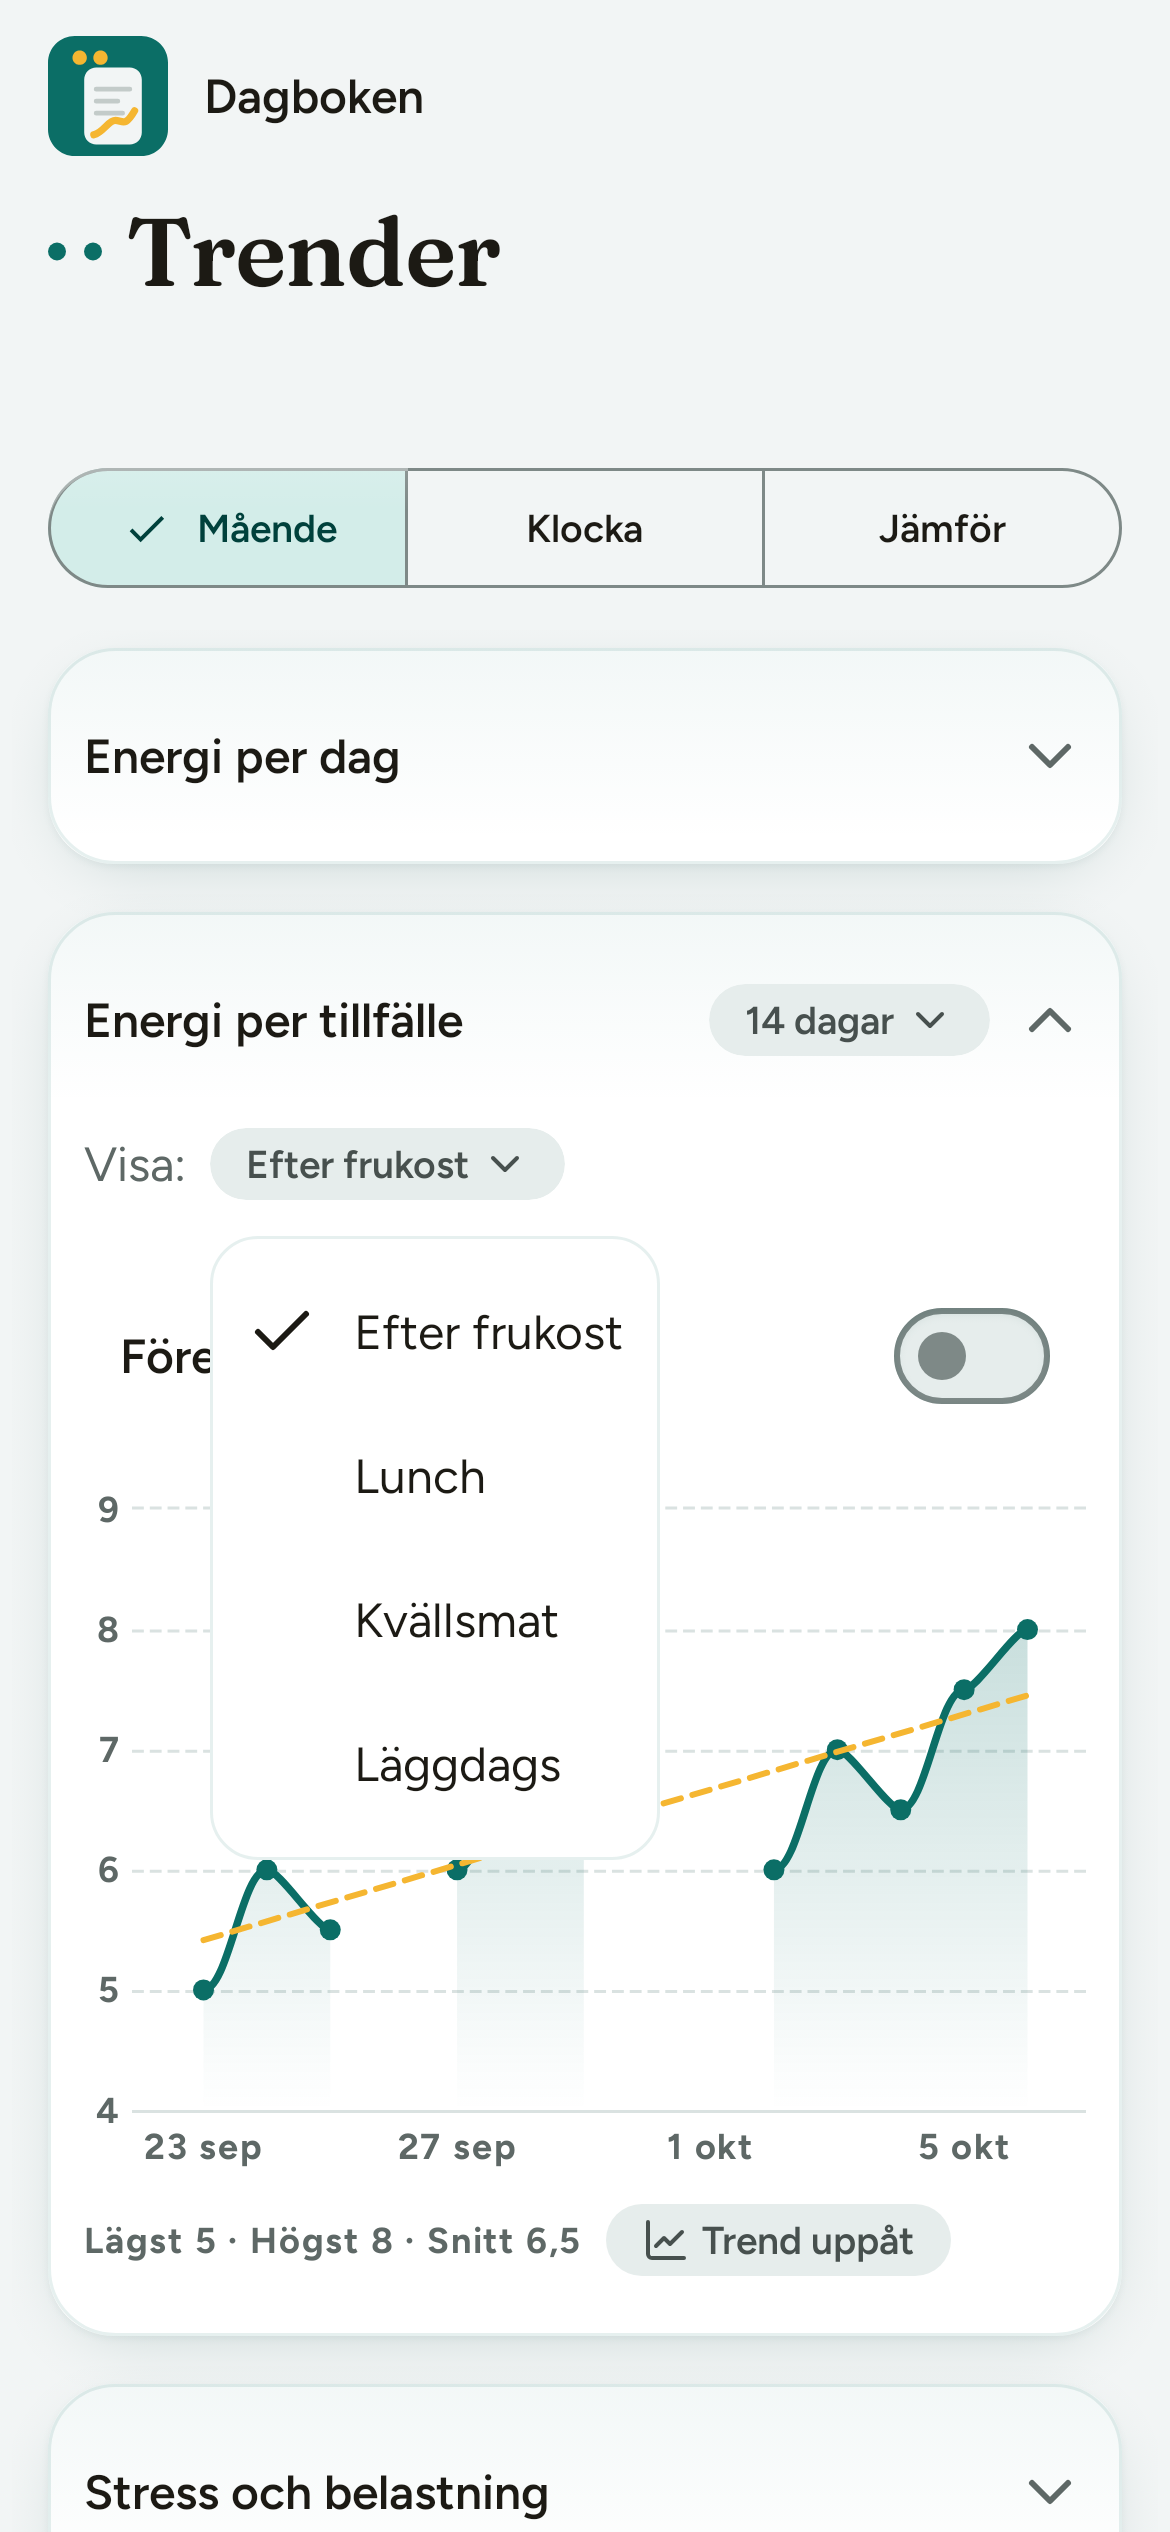 Dagboken
Trender
Mående
Klocka
Jämför
Energi per dag
Energi per tillfälle
14 dagar
Visa:
Efter frukost
Efter frukost
Lunch
Kvällsmat
Läggdags
9
8
7
6
5
4
23 sep
27 sep
1 okt
5 okt
Lägst 5 · Högst 8 · Snitt 6,5
Trend uppåt
Stress och belastning